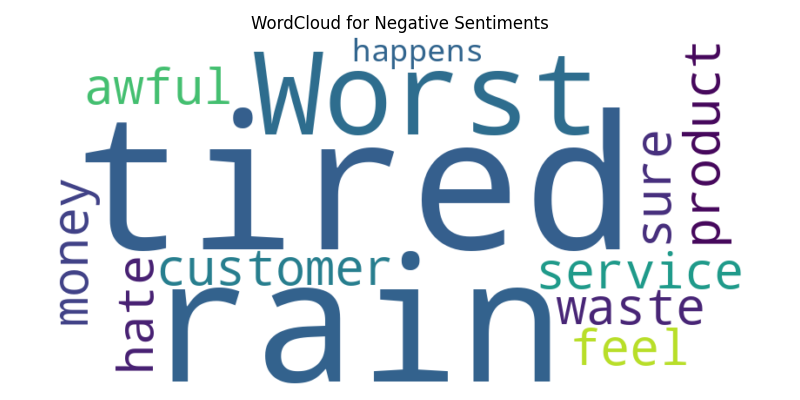 WordCloud for Negative Sentiments
happens
awful
Worst
product
tired
sure
money
customer
service
hate
rain
waste
feel